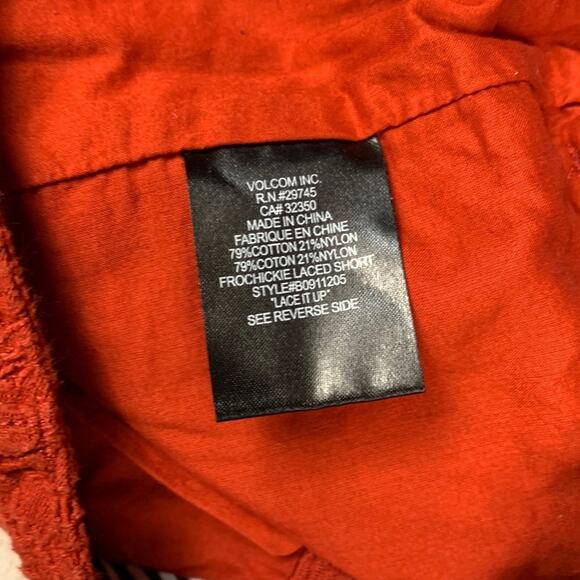 VOLCOM INC.
R.N.#29745
CA# 32350
MADE IN CHINA
FABRIQUE EN CHINE
79%COTTON 21%NYLON
79%COTON 21%NYLON
FROCHICKIE LACED SHORT
STYLE#B0911205
"LACE IT UP"
SEE REVERSE SIDE